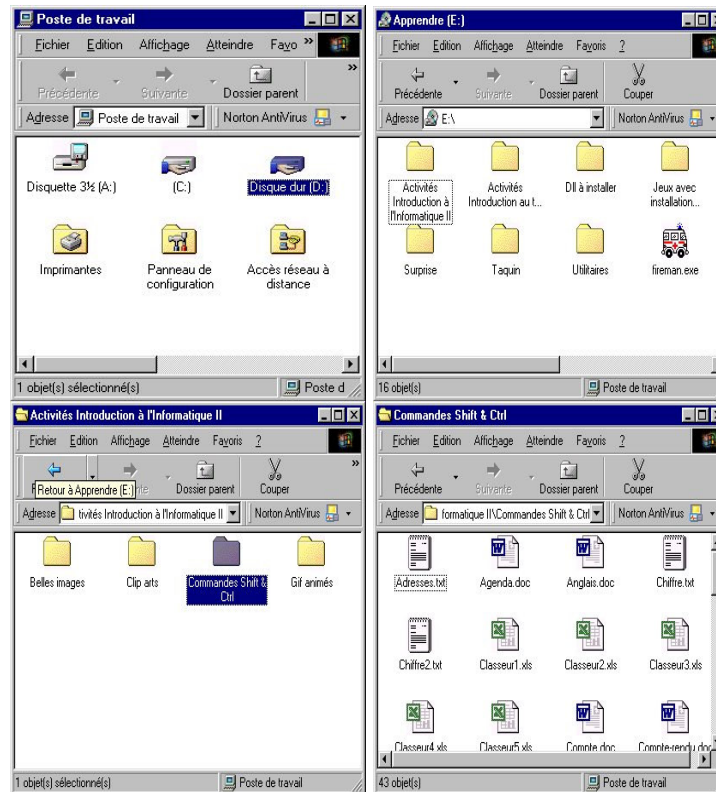 Poste de travail
Fichier Edition Affichage Atteindre Favo »
Précédente Suivante Dossier parent »
Adresse Poste de travail Norton AntiVirus
Disquette 3½ (A:) (C:) Disque dur (D:)
Imprimantes Panneau de configuration Accès réseau à distance
1 objet(s) sélectionné(s) Poste d
Apprendre (E:)
Fichier Edition Affichage Atteindre Favoris ?
Précédente Suivante Dossier parent Couper
Adresse E:\ Norton AntiVirus
Activités Introduction à l'Informatique II Activités Introduction au t... Dll à installer Jeux avec installation...
Surprise Taquin Utilitaires fireman.exe
16 objet(s) Poste de travail
Activités Introduction à l'Informatique II
Fichier Edition Affichage Atteindre Favoris ?
Dossier parent Couper »
Retour à Apprendre (E:)
Adresse tivités Introduction à l'Informatique II Norton AntiVirus
Belles images Clip arts Commandes Shift & Ctrl Gif animés
1 objet(s) sélectionné(s) Poste de travail
Commandes Shift & Ctrl
Fichier Edition Affichage Atteindre Favoris ?
Précédente Suivante Dossier parent Couper
Adresse formatique II\Commandes Shift & Ctrl Norton AntiVirus
Adresses.txt Agenda.doc Anglais.doc Chiffre.txt
Chiffre2.txt Classeur1.xls Classeur2.xls Classeur3.xls
Classeur4.xls Classeur5.xls Compte.doc Compte-rendu.doc
43 objet(s) Poste de travail